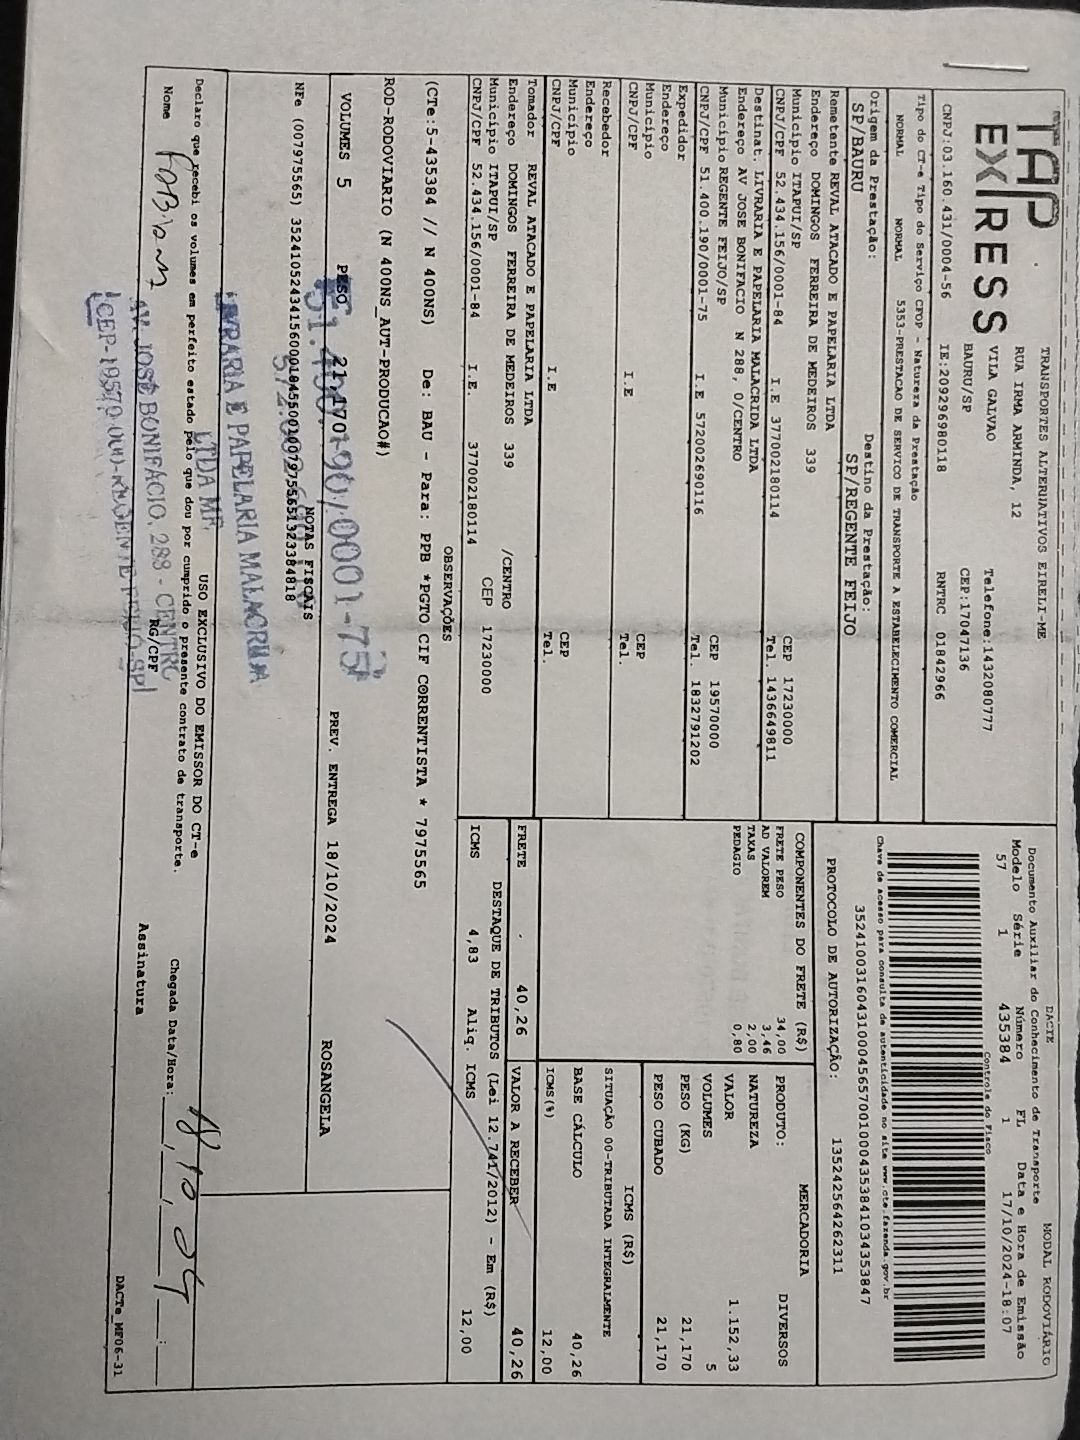 TAP EXPRESS
TRANSPORTES ALTERNATIVOS EIRELI-ME
RUA IRMA ARMINDA, 12
VILA GALVAO
BAURU/SP
Telefone:1432080777
CEP:17047136
CNPJ:03.160.431/0004-56 IE:209296980118 RNTRC 01842966
Tipo do CT-e Tipo do Serviço CFOP - Natureza da Prestação
NORMAL NORMAL 5353-PRESTACAO DE SERVICO DE TRANSPORTE A ESTABELECIMENTO COMERCIAL
Origem da Prestação: Destino da Prestação:
SP/BAURU SP/REGENTE FEIJO
Remetente REVAL ATACADO E PAPELARIA LTDA
Endereço DOMINGOS FERREIRA DE MEDEIROS 339
Município ITAPUI/SP CEP 17230000
CNPJ/CPF 52.434.156/0001-84 I.E 377002180114 Tel. 1436649811
Destinat. LIVRARIA E PAPELARIA MALACRIDA LTDA
Endereço AV JOSE BONIFACIO N 288, 0/CENTRO
Município REGENTE FEIJO/SP CEP 19570000
CNPJ/CPF 51.400.190/0001-75 I.E 572002690116 Tel. 1832791202
Expedidor
Endereço
Município CEP
CNPJ/CPF I.E Tel.
Recebedor
Endereço
Município CEP
CNPJ/CPF I.E Tel.
Tomador REVAL ATACADO E PAPELARIA LTDA
Endereço DOMINGOS FERREIRA DE MEDEIROS 339 /CENTRO
Município ITAPUI/SP CEP 17230000
CNPJ/CPF 52.434.156/0001-84 I.E. 377002180114
DACTE MODAL RODOVIÁRIO
Documento Auxiliar do Conhecimento de Transporte
Modelo Série Número FL Data e Hora de Emissão
57 1 435384 1 17/10/2024-18:07
Controle do Fisco
Chave de acesso para consulta de autenticidade no site www.cte.fazenda.gov.br
35241003160431000456570010004353841034353847
PROTOCOLO DE AUTORIZAÇÃO: 135242564262311
COMPONENTES DO FRETE (R$)
FRETE PESO 34,00
AD VALOREM 3,46
TAXAS 2,00
PEDAGIO 0,80
MERCADORIA
PRODUTO: DIVERSOS
NATUREZA
VALOR 1.152,33
VOLUMES 5
PESO (KG) 21,170
PESO CUBADO 21,170
ICMS (R$)
SITUAÇÃO 00-TRIBUTADA INTEGRALMENTE
BASE CÁLCULO 40,26
ICMS(%) 12,00
FRETE 40,26 VALOR A RECEBER 40,26
DESTAQUE DE TRIBUTOS (Lei 12.741/2012) - Em (R$)
ICMS 4,83 Aliq. ICMS 12,00
OBSERVAÇÕES
(CTe:5-435384 // N 400NS) De: BAU - Para: PPB *PGTO CIF CORRENTISTA * 7975565
ROD-RODOVIARIO (N 400NS_AUT-PRODUCAO#)
VOLUMES 5 PESO 21,170 PREV. ENTREGA 18/10/2024 ROSANGELA
NOTAS FISCAIS
NFe (007975565) 35241052434156000184550010079755651323384818
51.400.190/0001-75
LIVRARIA E PAPELARIA MALACRIDA
LTDA ME
AV. JOSÉ BONIFACIO, 288 - CENTRO
CEP-19570-000-REGENTE FEIJO-SP
USO EXCLUSIVO DO EMISSOR DO CT-e
Declaro que recebi os volumes em perfeito estado pelo que dou por cumprido o presente contrato de transporte.
Nome RG/CPF Assinatura Chegada Data/Hora: 18 10 :
DACTe_MF06-31